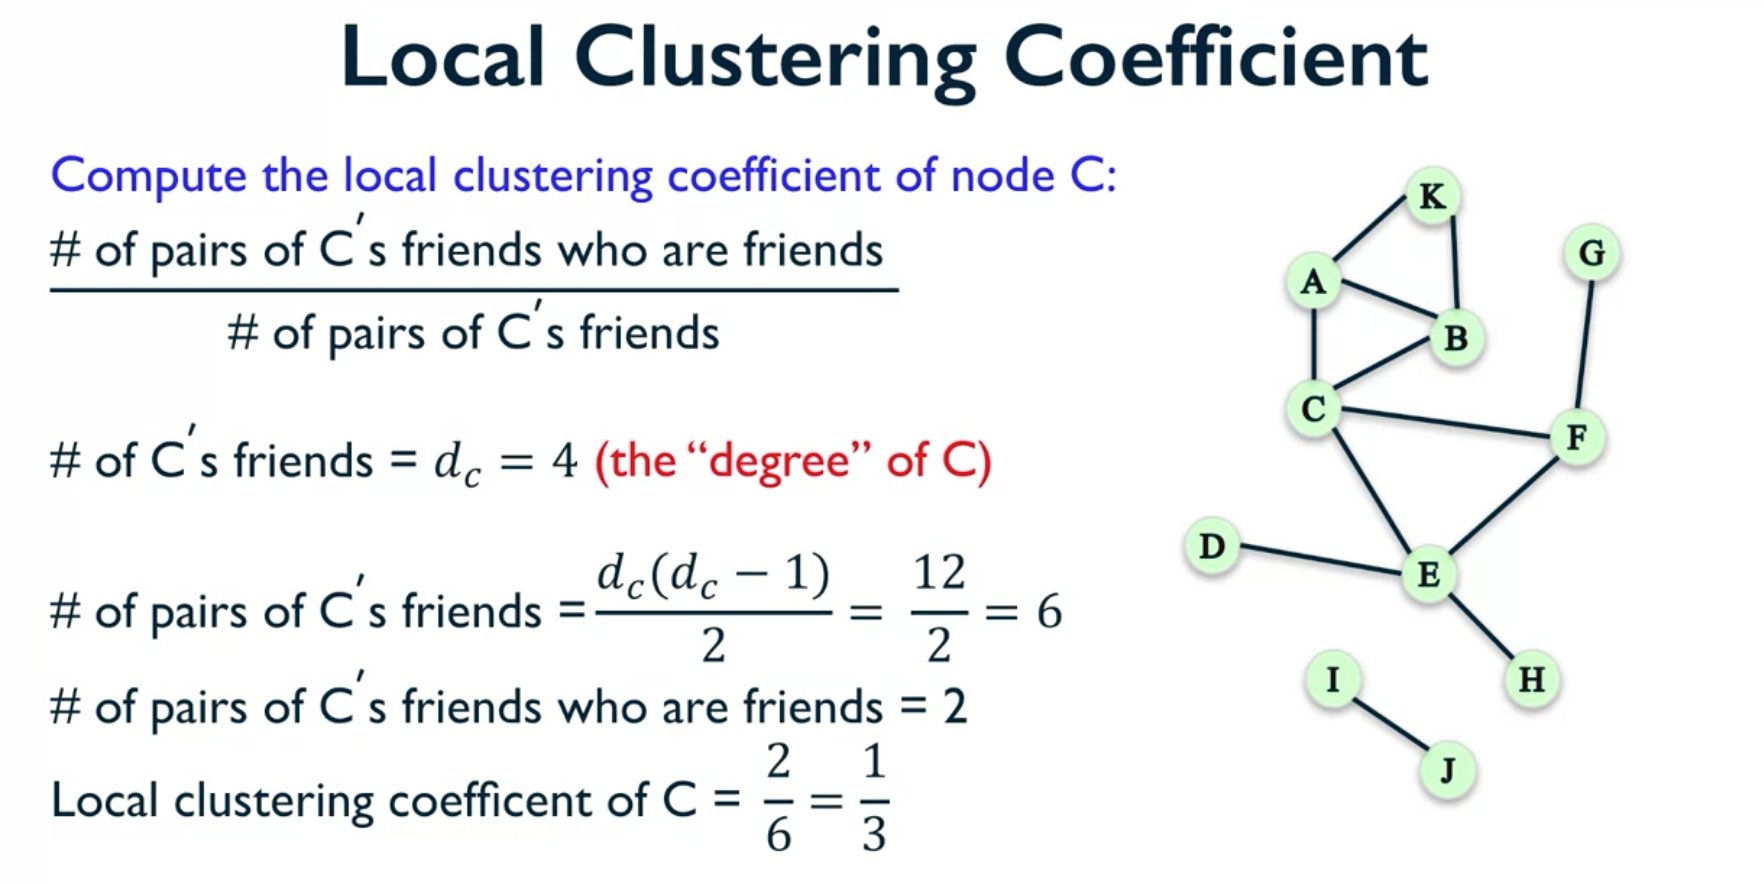 Local Clustering Coefficient
Compute the local clustering coefficient of node C:
# of pairs of C′s friends who are friends
# of pairs of C′s friends
# of C′s friends = d_c = 4 (the “degree” of C)
# of pairs of C′s friends = d_c(d_c − 1)/2 = 12/2 = 6
# of pairs of C′s friends who are friends = 2
Local clustering coefficent of C = 2/6 = 1/3
K
G
A
B
C
F
D
E
I
H
J